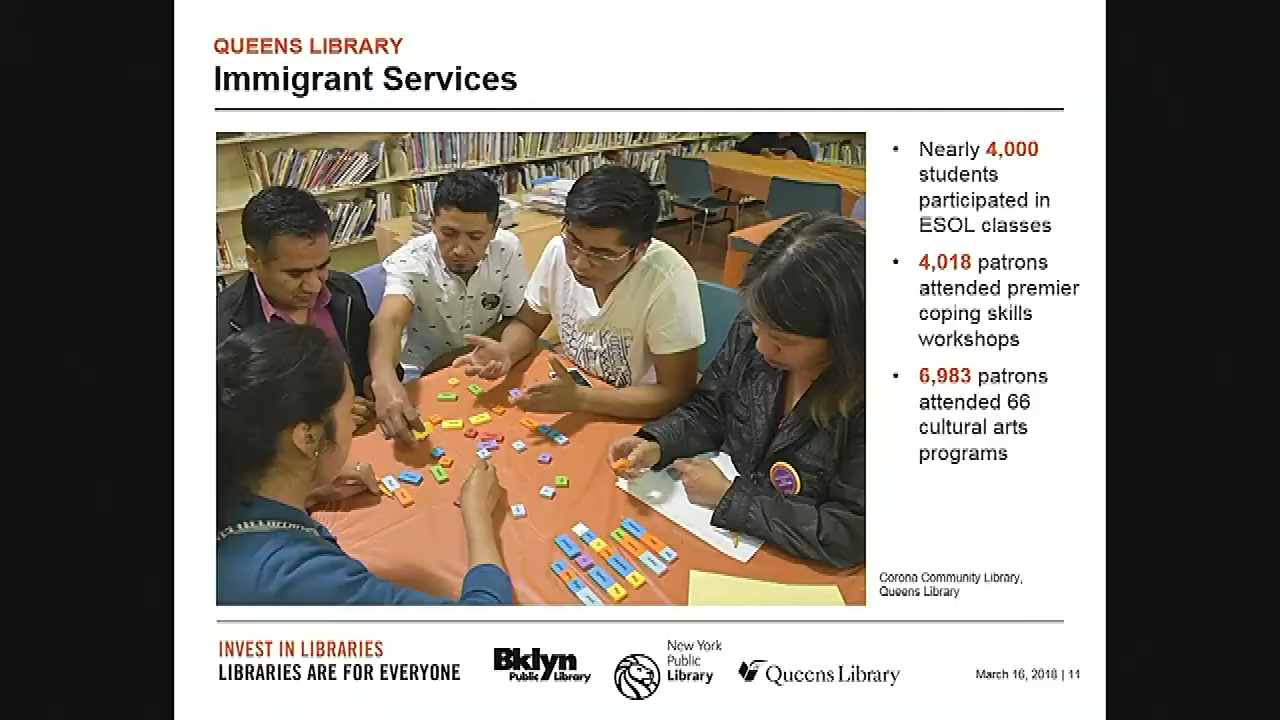 QUEENS LIBRARY
Immigrant Services
• Nearly 4,000
students
participated in
ESOL classes
• 4,018 patrons
attended premier
coping skills
workshops
• 6,983 patrons
attended 66
cultural arts
programs
Corona Community Library,
Queens Library
INVEST IN LIBRARIES
LIBRARIES ARE FOR EVERYONE
Bklyn
Public Library
New York
Public
Library
Queens Library
March 16, 2018 | 11